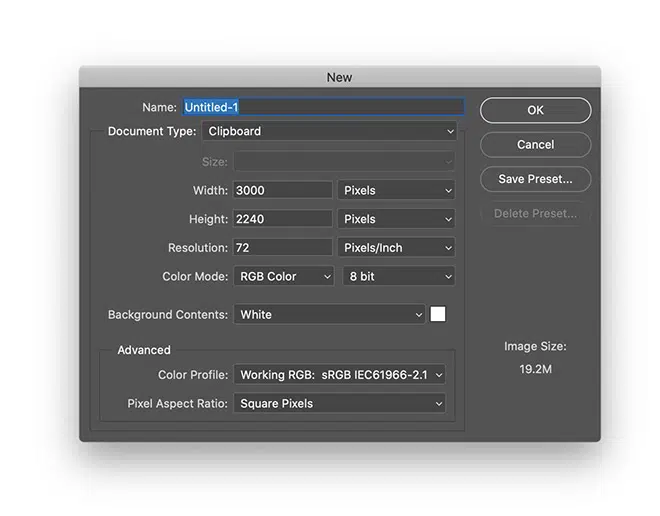 New
Name: Untitled-1
OK
Document Type: Clipboard
Cancel
Size:
Save Preset...
Width: 3000 Pixels
Height: 2240 Pixels
Delete Preset...
Resolution: 72 Pixels/Inch
Color Mode: RGB Color 8 bit
Background Contents: White
Image Size:
19.2M
Advanced
Color Profile: Working RGB: sRGB IEC61966-2.1
Pixel Aspect Ratio: Square Pixels